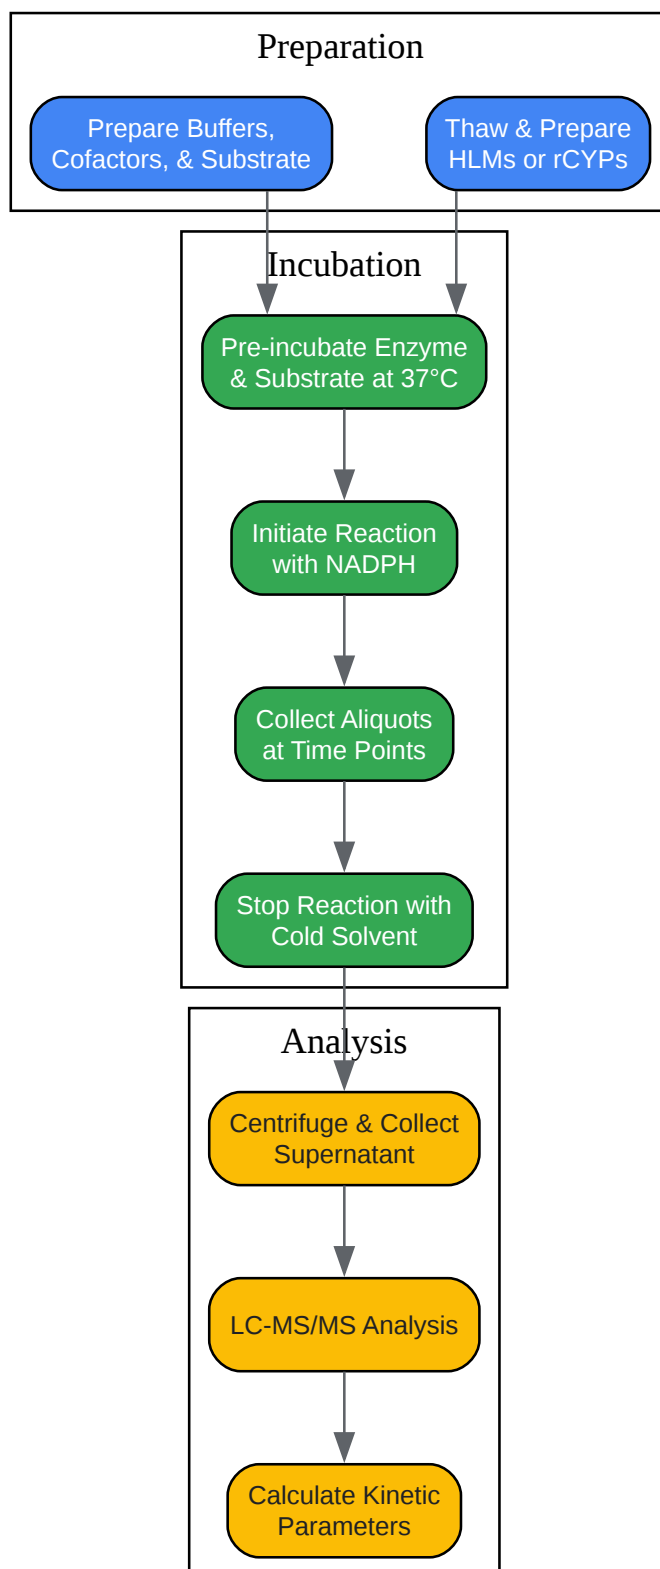 Preparation
Prepare Buffers,
Cofactors, & Substrate
Thaw & Prepare
HLMs or rCYPs
Incubation
Pre-incubate Enzyme
& Substrate at 37°C
Initiate Reaction
with NADPH
Collect Aliquots
at Time Points
Stop Reaction with
Cold Solvent
Analysis
Centrifuge & Collect
Supernatant
LC-MS/MS Analysis
Calculate Kinetic
Parameters